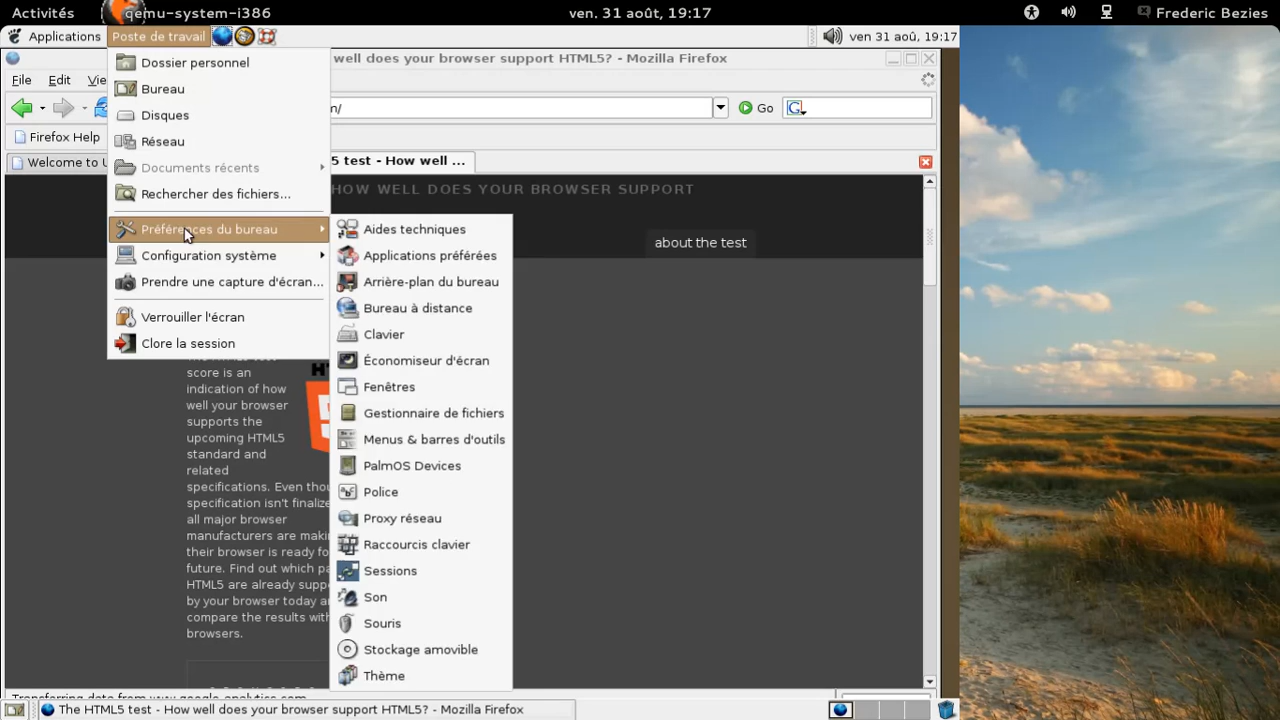 Activités
qemu-system-i386
ven. 31 août, 19:17
Frederic Bezies
Applications
Poste de travail
ven 31 aoû, 19:17
well does your browser support HTML5? - Mozilla Firefox
File
Edit
Go
Firefox Help
5 test - How well ...
Dossier personnel
Bureau
Disques
Réseau
Documents récents
Rechercher des fichiers...
Préférences du bureau
Configuration système
Prendre une capture d'écran...
Verrouiller l'écran
Clore la session
HOW WELL DOES YOUR BROWSER SUPPORT
about the test
Aides techniques
Applications préférées
Arrière-plan du bureau
Bureau à distance
Clavier
Économiseur d'écran
Fenêtres
Gestionnaire de fichiers
Menus & barres d'outils
PalmOS Devices
Police
Proxy réseau
Raccourcis clavier
Sessions
Son
Souris
Stockage amovible
Thème
score is an
indication of how
well your browser
supports the
upcoming HTML5
standard and
related
specifications. Even thou
specification isn't finalize
all major browser
manufacturers are maki
their browser is ready fo
future. Find out which pa
HTML5 are already supp
by your browser today an
compare the results with
browsers.
The HTML5 test - How well does your browser support HTML5? - Mozilla Firefox